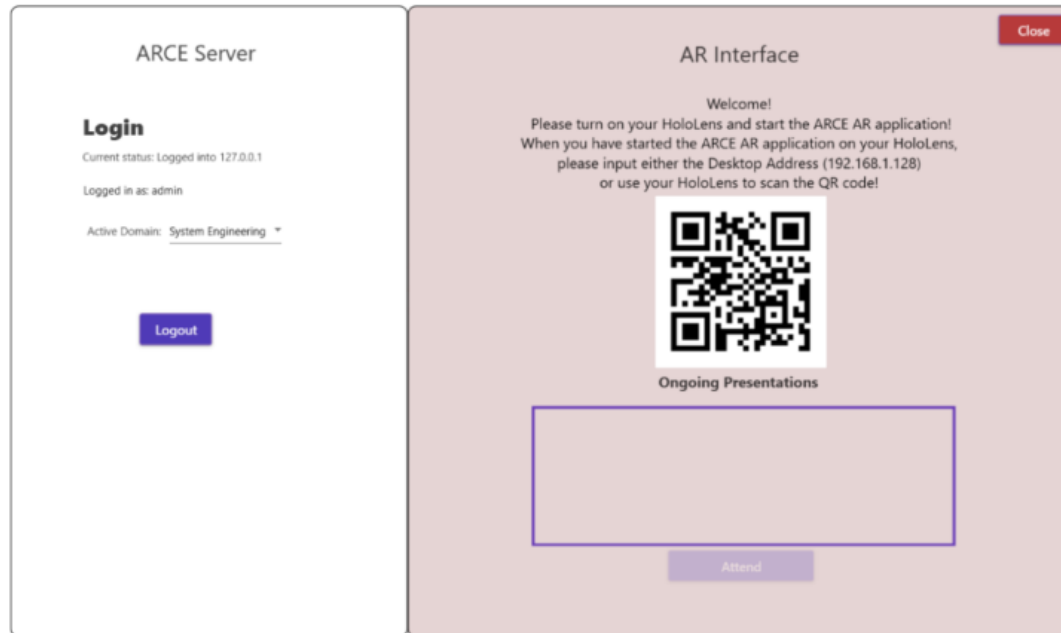 ARCE Server
Login
Current status: Logged into 127.0.0.1
Logged in as: admin
Active Domain: System Engineering
Logout
Close
AR Interface
Welcome!
Please turn on your HoloLens and start the ARCE AR application!
When you have started the ARCE AR application on your HoloLens,
please input either the Desktop Address (192.168.1.128)
or use your HoloLens to scan the QR code!
Ongoing Presentations
Attend